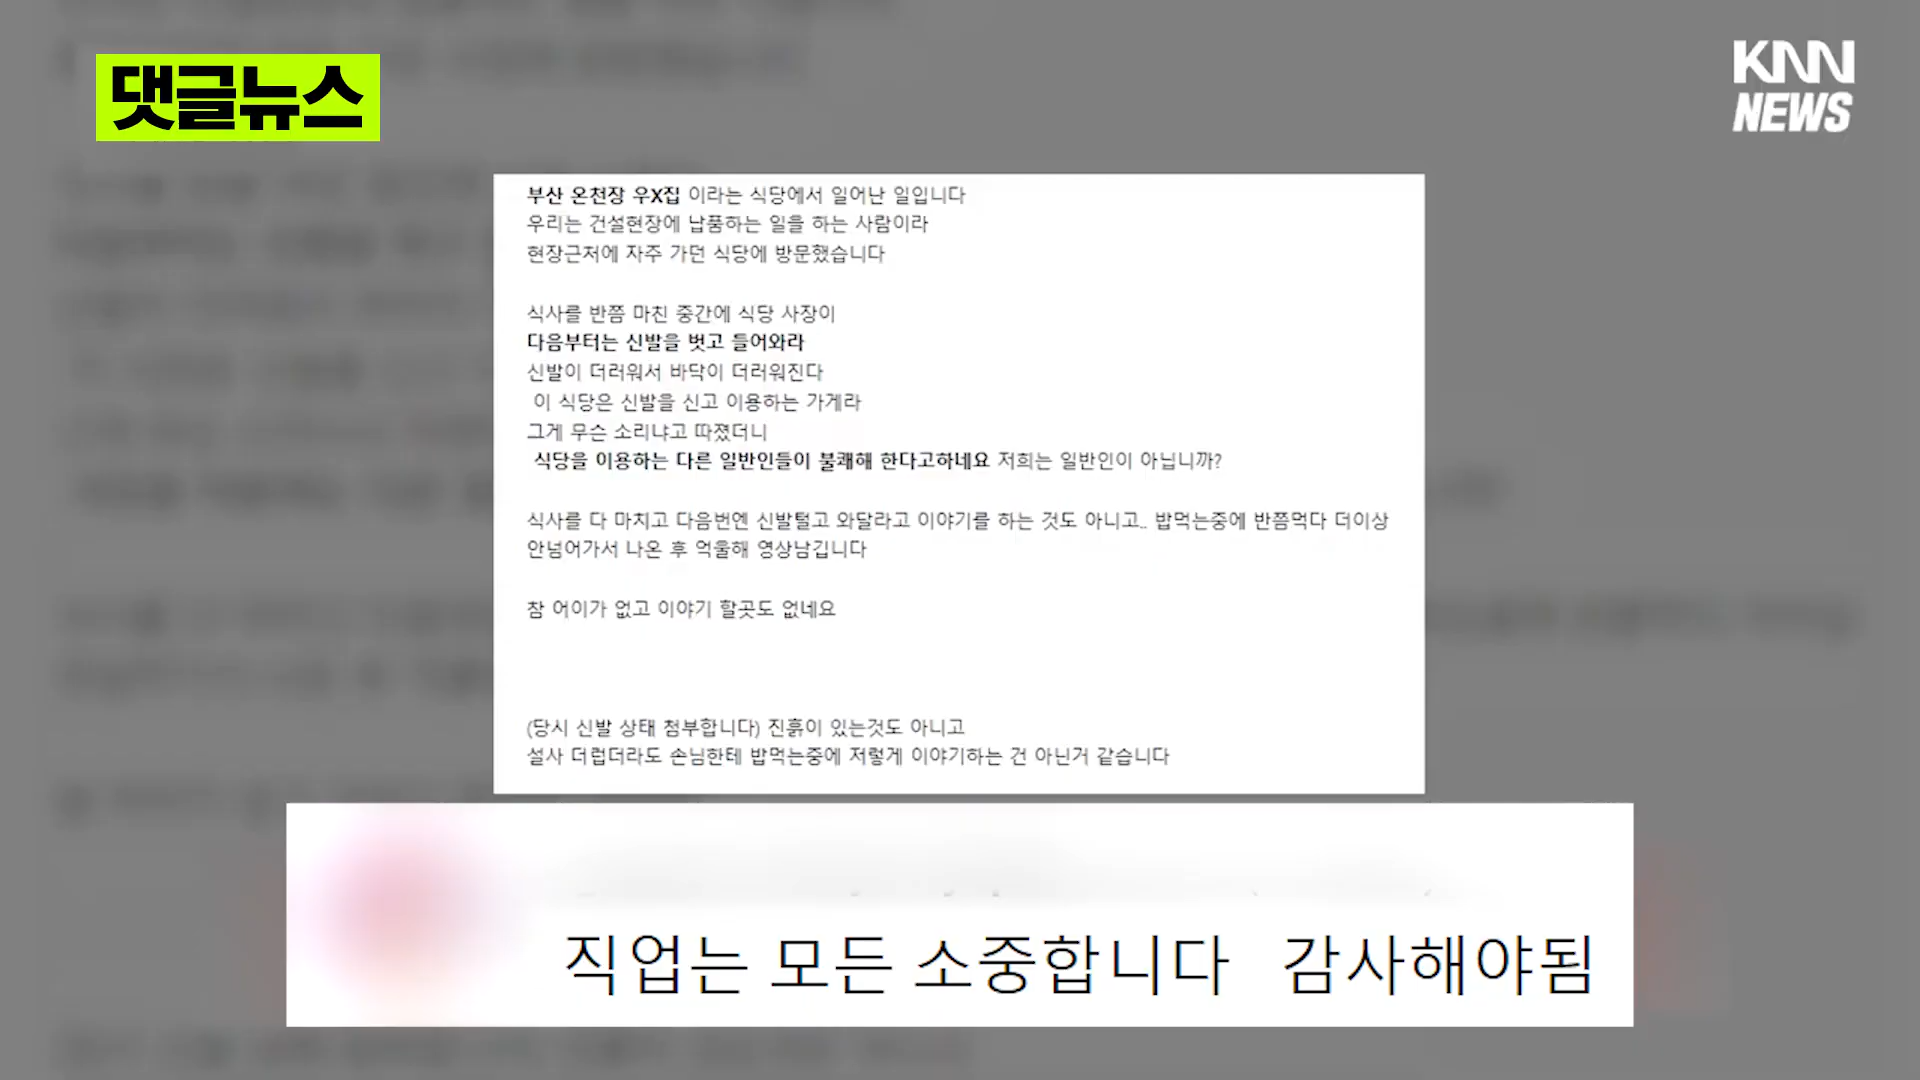 댓글뉴스
KNN
NEWS
부산 온천장 우X집 이라는 식당에서 일어난 일입니다
우리는 건설현장에 납품하는 일을 하는 사람이라
현장근처에 자주 가던 식당에 방문했습니다
식사를 반쯤 마친 중간에 식당 사장이
다음부터는 신발을 벗고 들어와라
신발이 더러워서 바닥이 더러워진다
이 식당은 신발을 신고 이용하는 가게라
그게 무슨 소리냐고 따졌더니
식당을 이용하는 다른 일반인들이 불쾌해 한다고하네요 저희는 일반인이 아닙니까?
식사를 다 마치고 다음번엔 신발털고 와달라고 이야기를 하는 것도 아니고.. 밥먹는중에 반쯤먹다 더이상
안넘어가서 나온 후 억울해 영상남깁니다
참 어이가 없고 이야기 할곳도 없네요
(당시 신발 상태 첨부합니다) 진흙이 있는것도 아니고
설사 더럽더라도 손님한테 밥먹는중에 저렇게 이야기하는 건 아닌거 같습니다
직업는 모든 소중합니다 감사해야됨